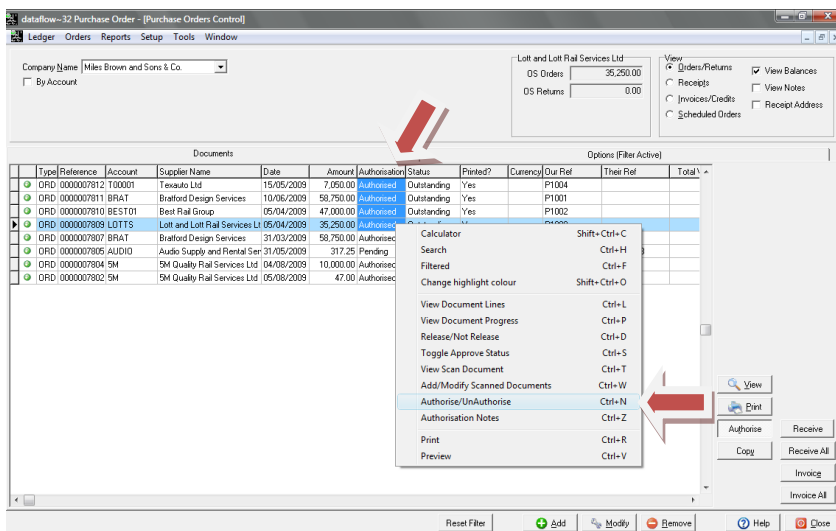 dataflow~32 Purchase Order - [Purchase Orders Control]
Ledger Orders Reports Setup Tools Window
Company Name Miles Brown and Sons & Co.
By Account
Lott and Lott Rail Services Ltd
OS Orders 35,250.00
OS Returns 0.00
View
Orders/Returns
Receipts
Invoices/Credits
Scheduled Orders
View Balances
View Notes
Receipt Address
Documents Options (Filter Active)
Type Reference Account Supplier Name Date Amount Authorisation Status Printed? Currency Our Ref Their Ref Total
ORD 0000007812 T00001 Texauto Ltd 15/05/2009 7,050.00 Authorised Outstanding Yes P1004
ORD 0000007811 BRAT Bratford Design Services 10/06/2009 58,750.00 Authorised Outstanding Yes P1001
ORD 0000007810 BEST01 Best Rail Group 05/04/2009 47,000.00 Authorised Outstanding Yes P1002
ORD 0000007809 LOTTS Lott and Lott Rail Services Lt 05/04/2009 35,250.00
ORD 0000007807 BRAT Bratford Design Services 31/03/2009 58,750.00 Authorised
ORD 0000007805 AUDIO Audio Supply and Rental Ser 31/05/2009 317.25 Pending
ORD 0000007804 5M 5M Quality Rail Services Ltd 04/08/2009 10,000.00 Authorised
ORD 0000007802 5M 5M Quality Rail Services Ltd 05/08/2009 47.00 Authorised
Calculator Shift+Ctrl+C
Search Ctrl+H
Filtered Ctrl+F
Change highlight colour Shift+Ctrl+O
View Document Lines Ctrl+L
View Document Progress Ctrl+P
Release/Not Release Ctrl+D
Toggle Approve Status Ctrl+S
View Scan Document Ctrl+T
Add/Modify Scanned Documents Ctrl+W
Authorise/UnAuthorise Ctrl+N
Authorisation Notes Ctrl+Z
Print Ctrl+R
Preview Ctrl+V
View
Print
Authorise Receive
Copy Receive All
Invoice
Invoice All
Reset Filter Add Modify Remove Help Close